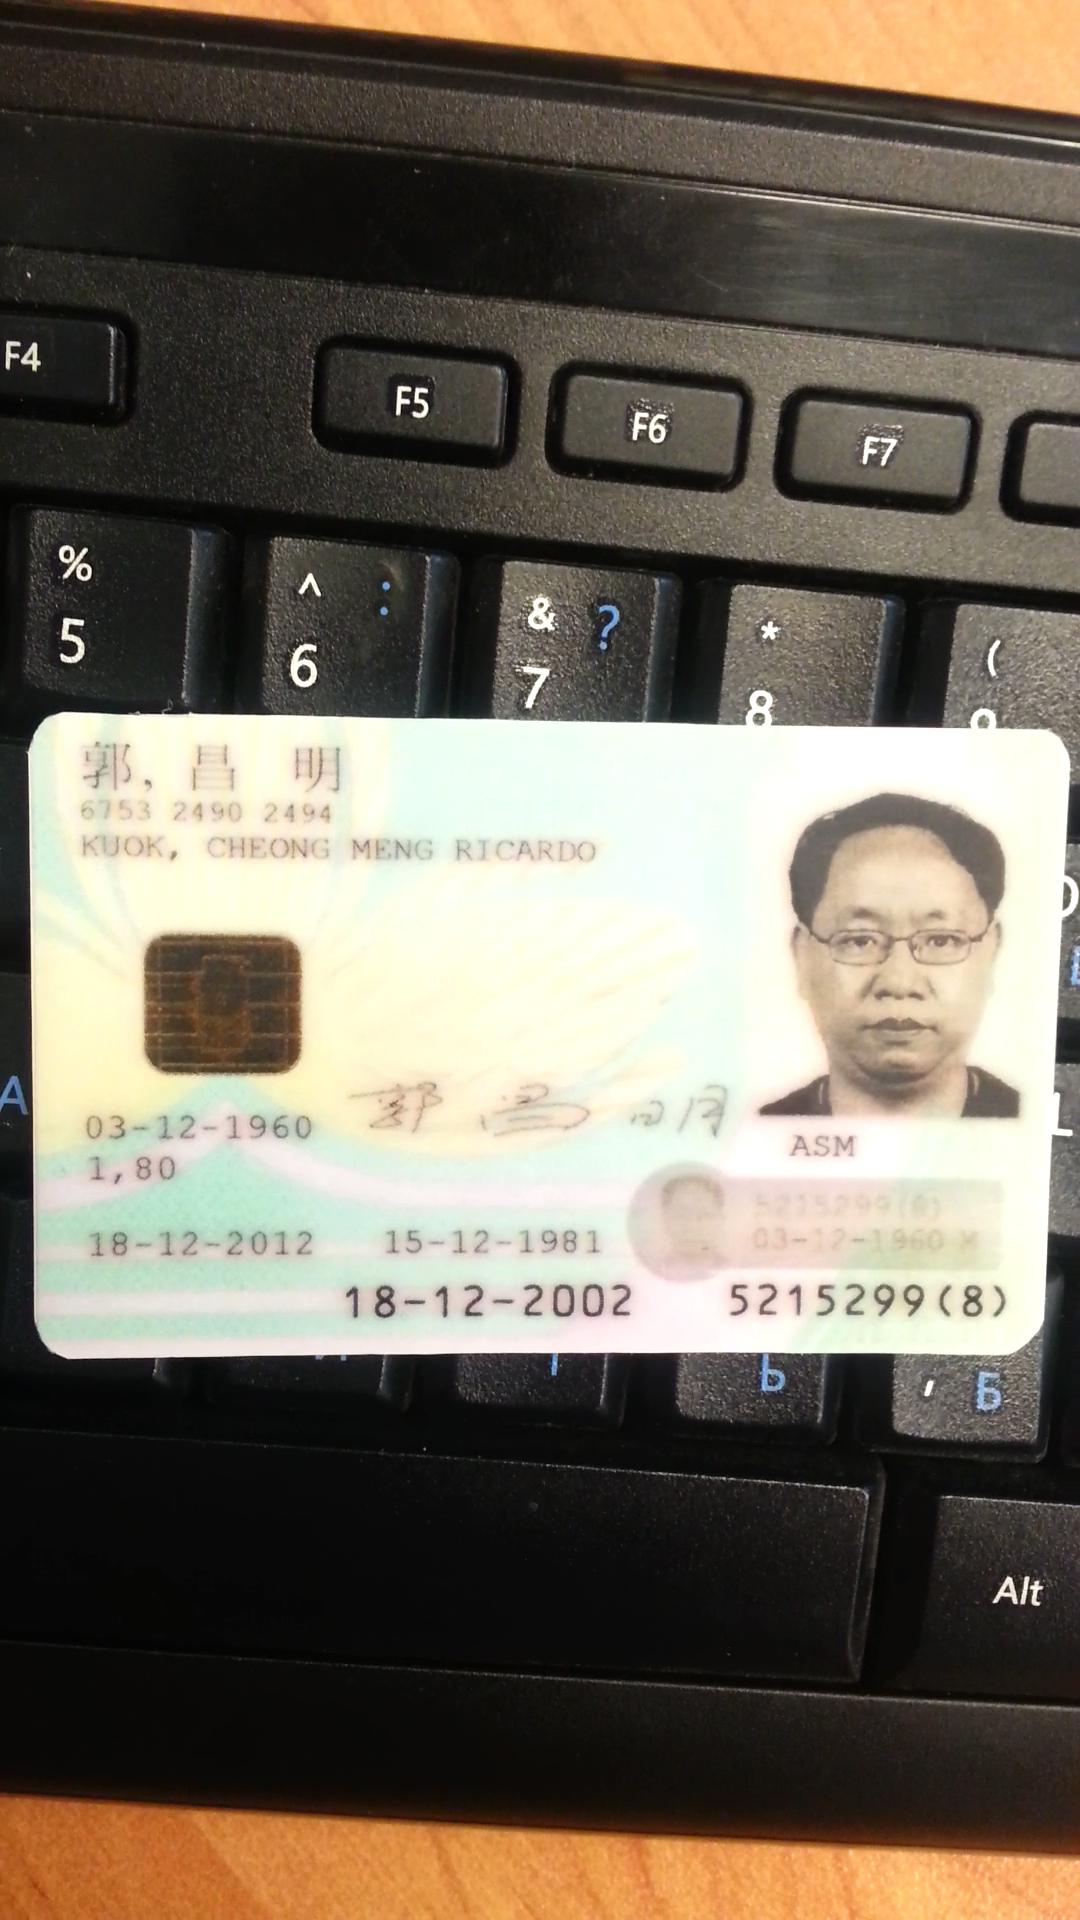 F4
F5
F6
F7
%
5
^ :
6
& ?
7
*
8
(
9
郭, 昌 明
6753 2490 2494
KUOK, CHEONG MENG RICARDO
A
03-12-1960
郭 昌 明
ASM
1,80
5215299(8)
18-12-2012 15-12-1981
03-12-1960 M
18-12-2002 5215299(8)
L
Ь
, Б
Alt